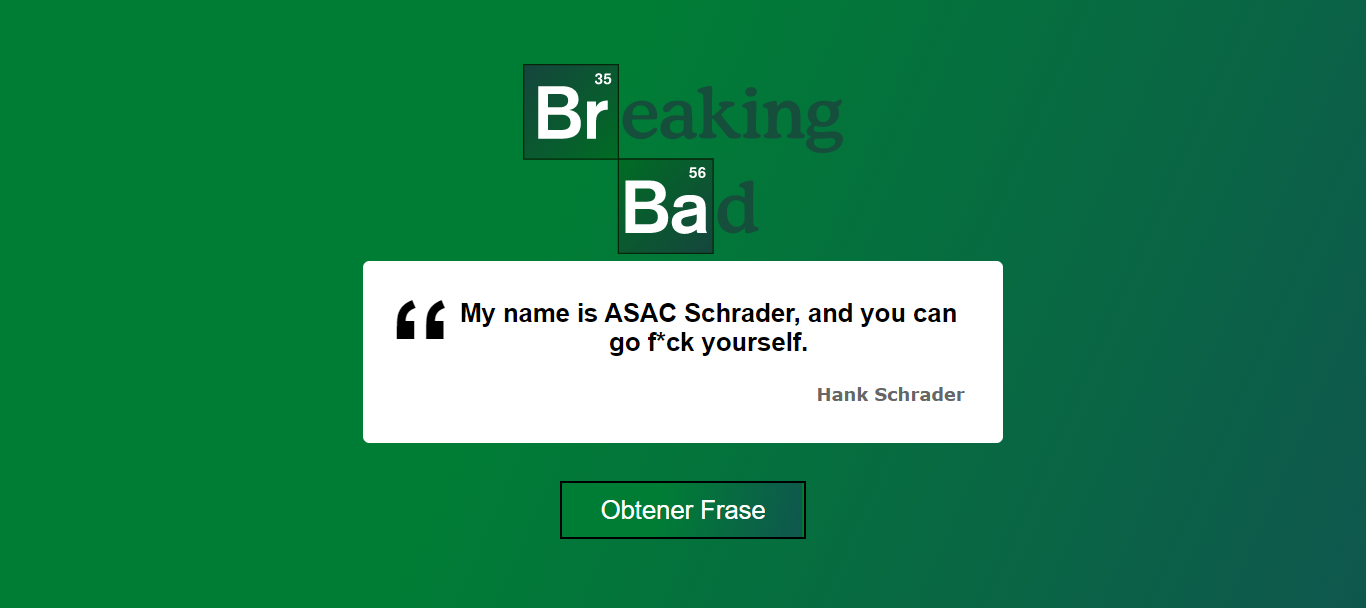 35
Breaking
56
Bad
“ My name is ASAC Schrader, and you can
go f*ck yourself.
Hank Schrader
Obtener Frase